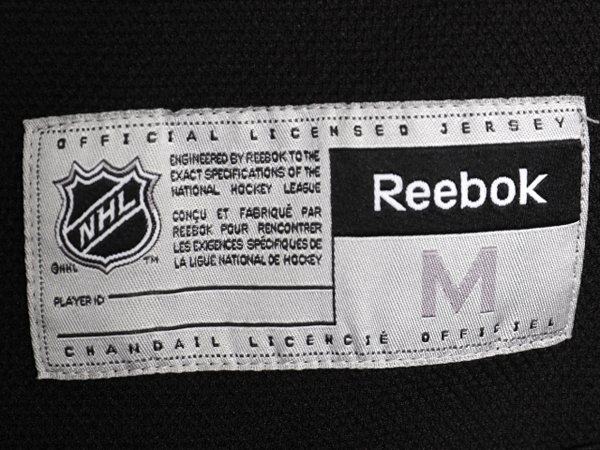 OFFICIAL LICENSED JERSEY
NHL
©NHL
TM
ENGINEERED BY REEBOK TO THE
EXACT SPECIFICATIONS OF THE
NATIONAL HOCKEY LEAGUE
CONÇU ET FABRIQUÉ PAR
REEBOK POUR RENCONTRER
LES EXIGENCES SPÉCIFIQUES DE
LA LIGUE NATIONAL DE HOCKEY
PLAYER ID
Reebok
M
CHANDAIL LICENCIÉ OFFICIEL